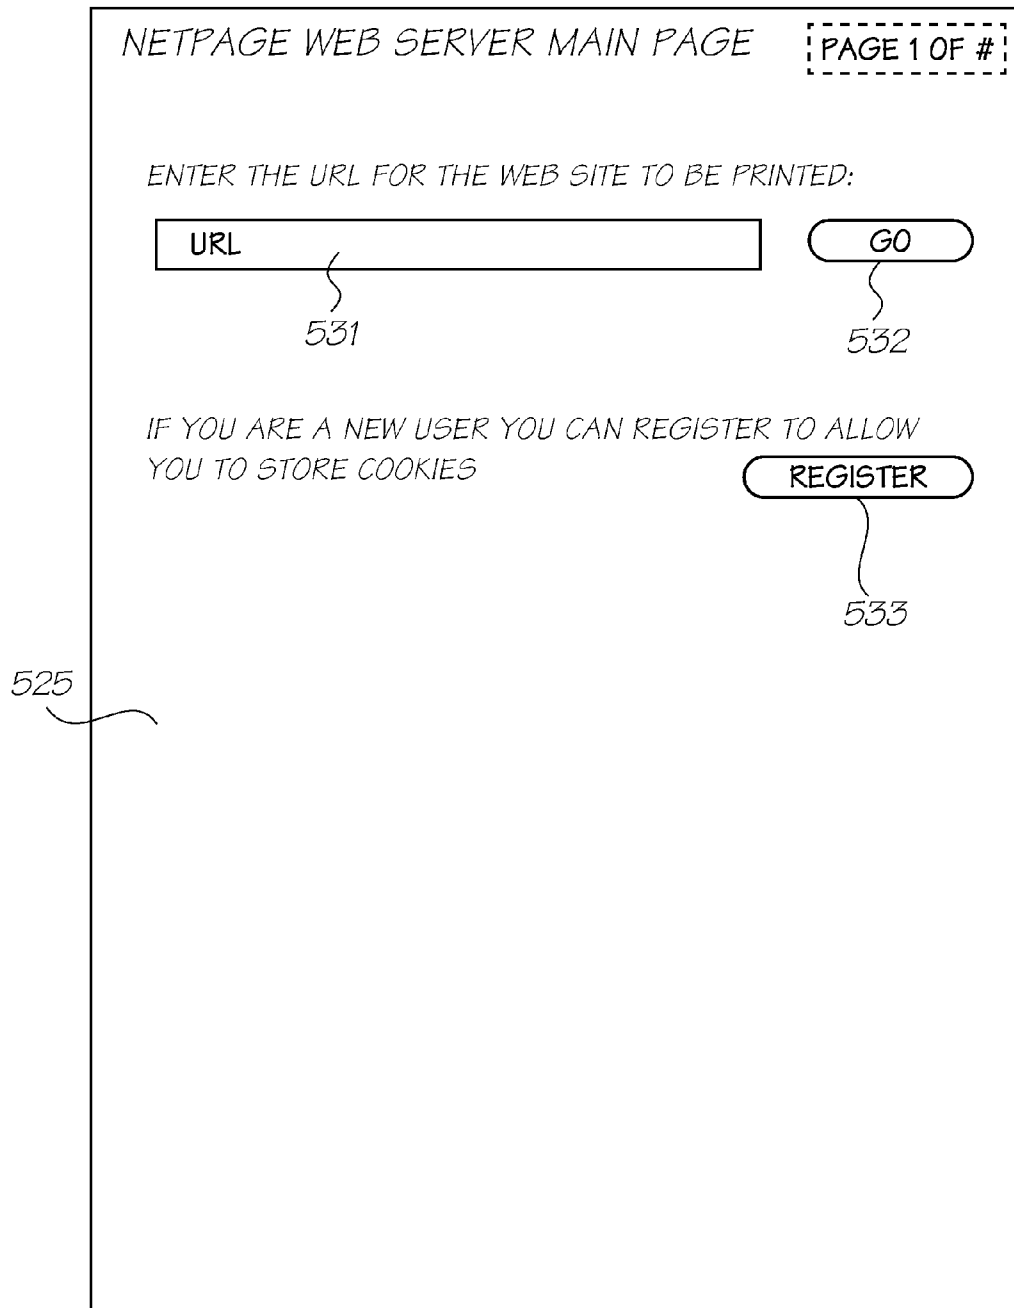 NETPAGE WEB SERVER MAIN PAGE
PAGE 1 OF #
ENTER THE URL FOR THE WEB SITE TO BE PRINTED:
URL
GO
531
532
IF YOU ARE A NEW USER YOU CAN REGISTER TO ALLOW
YOU TO STORE COOKIES
REGISTER
533
525